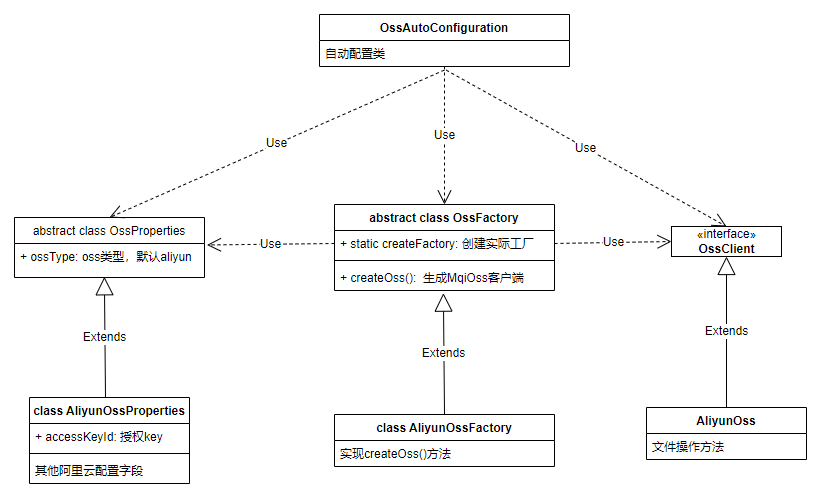 OssAutoConfiguration
自动配置类
Use
Use
Use
abstract class OssProperties
+ ossType: oss类型，默认aliyun
Use
abstract class OssFactory
+ static createFactory: 创建实际工厂
+ createOss(): 生成MqiOss客户端
Use
«interface»
OssClient
Extends
Extends
Extends
class AliyunOssProperties
+ accessKeyId: 授权key
其他阿里云配置字段
class AliyunOssFactory
实现createOss()方法
AliyunOss
文件操作方法